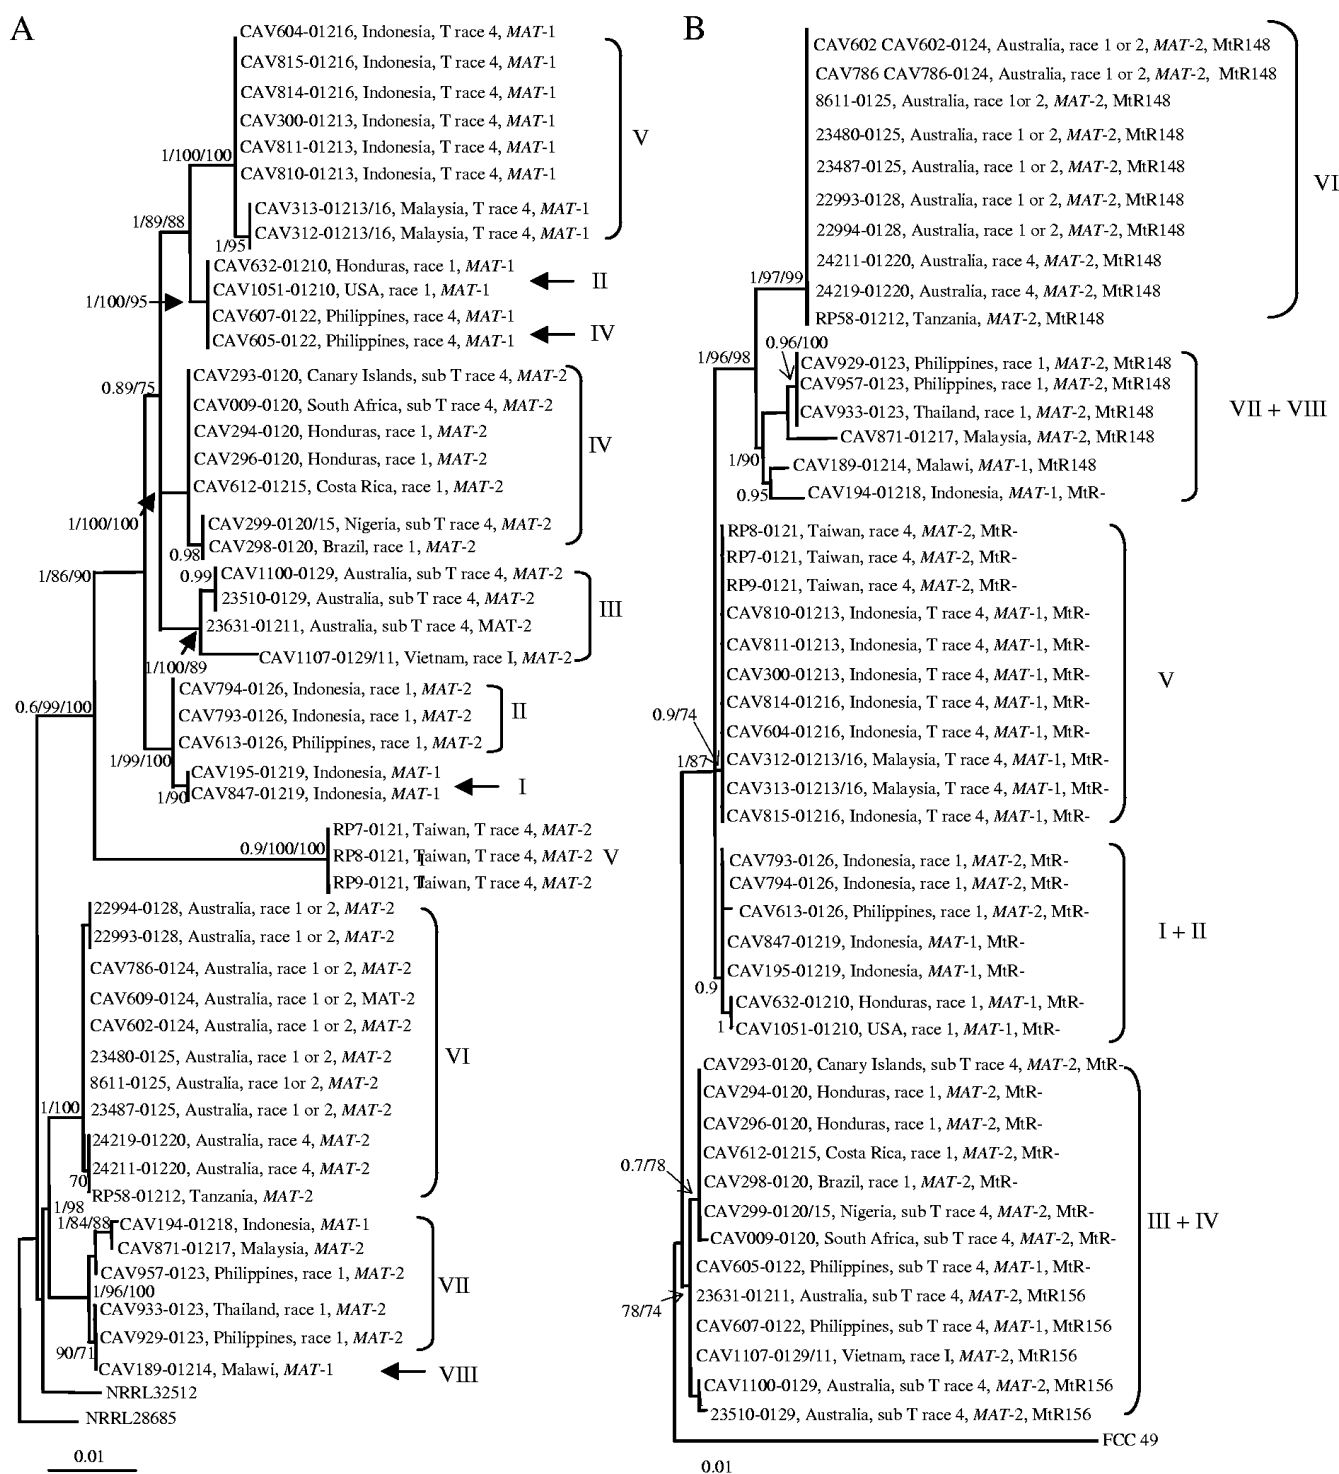 A
CAV604-01216, Indonesia, T race 4, MAT-1
CAV815-01216, Indonesia, T race 4, MAT-1
CAV814-01216, Indonesia, T race 4, MAT-1
CAV300-01213, Indonesia, T race 4, MAT-1
CAV811-01213, Indonesia, T race 4, MAT-1
V
1/100/100
CAV810-01213, Indonesia, T race 4, MAT-1
CAV313-01213/16, Malaysia, T race 4, MAT-1
1/89/88
CAV312-01213/16, Malaysia, T race 4, MAT-1
1/95
CAV632-01210, Honduras, race 1, MAT-1
II
CAV1051-01210, USA, race 1, MAT-1
1/100/95
CAV607-0122, Philippines, race 4, MAT-1
IV
CAV605-0122, Philippines, race 4, MAT-1
CAV293-0120, Canary Islands, sub T race 4, MAT-2
0.89/75
CAV009-0120, South Africa, sub T race 4, MAT-2
CAV294-0120, Honduras, race 1, MAT-2
IV
CAV296-0120, Honduras, race 1, MAT-2
CAV612-01215, Costa Rica, race 1, MAT-2
1/100/100
CAV299-0120/15, Nigeria, sub T race 4, MAT-2
CAV298-0120, Brazil, race 1, MAT-2
0.98
1/86/90
0.99
CAV1100-0129, Australia, sub T race 4, MAT-2
23510-0129, Australia, sub T race 4, MAT-2
III
23631-01211, Australia, sub T race 4, MAT-2
CAV1107-0129/11, Vietnam, race I, MAT-2
1/100/89
CAV794-0126, Indonesia, race 1, MAT-2
0.6/99/100
CAV793-0126, Indonesia, race 1, MAT-2
II
CAV613-0126, Philippines, race 1, MAT-2
1/99/100
CAV195-01219, Indonesia, MAT-1
I
CAV847-01219, Indonesia, MAT-1
1/90
RP7-0121, Taiwan, T race 4, MAT-2
0.9/100/100
RP8-0121, Taiwan, T race 4, MAT-2
V
RP9-0121, Taiwan, T race 4, MAT-2
22994-0128, Australia, race 1 or 2, MAT-2
22993-0128, Australia, race 1 or 2, MAT-2
CAV786-0124, Australia, race 1 or 2, MAT-2
CAV609-0124, Australia, race 1 or 2, MAT-2
CAV602-0124, Australia, race 1 or 2, MAT-2
VI
23480-0125, Australia, race 1 or 2, MAT-2
8611-0125, Australia, race 1or 2, MAT-2
1/100
23487-0125, Australia, race 1 or 2, MAT-2
24219-01220, Australia, race 4, MAT-2
24211-01220, Australia, race 4, MAT-2
70
RP58-01212, Tanzania, MAT-2
1/98
1/84/88
CAV194-01218, Indonesia, MAT-1
CAV871-01217, Malaysia, MAT-2
CAV957-0123, Philippines, race 1, MAT-2
VII
1/96/100
CAV933-0123, Thailand, race 1, MAT-2
CAV929-0123, Philippines, race 1, MAT-2
90/71
CAV189-01214, Malawi, MAT-1
VIII
NRRL32512
NRRL28685
0.01
B
CAV602 CAV602-0124, Australia, race 1 or 2, MAT-2, MtR148
CAV786 CAV786-0124, Australia, race 1 or 2, MAT-2, MtR148
8611-0125, Australia, race 1or 2, MAT-2, MtR148
23480-0125, Australia, race 1 or 2, MAT-2, MtR148
23487-0125, Australia, race 1 or 2, MAT-2, MtR148
VI
22993-0128, Australia, race 1 or 2, MAT-2, MtR148
22994-0128, Australia, race 1 or 2, MAT-2, MtR148
24211-01220, Australia, race 4, MAT-2, MtR148
1/97/99
24219-01220, Australia, race 4, MAT-2, MtR148
RP58-01212, Tanzania, MAT-2, MtR148
0.96/100
1/96/98
CAV929-0123, Philippines, race 1, MAT-2, MtR148
CAV957-0123, Philippines, race 1, MAT-2, MtR148
CAV933-0123, Thailand, race 1, MAT-2, MtR148
VII + VIII
CAV871-01217, Malaysia, MAT-2, MtR148
1/90
CAV189-01214, Malawi, MAT-1, MtR148
0.95
CAV194-01218, Indonesia, MAT-1, MtR-
RP8-0121, Taiwan, race 4, MAT-2, MtR-
RP7-0121, Taiwan, race 4, MAT-2, MtR-
RP9-0121, Taiwan, race 4, MAT-2, MtR-
CAV810-01213, Indonesia, T race 4, MAT-1, MtR-
CAV811-01213, Indonesia, T race 4, MAT-1, MtR-
CAV300-01213, Indonesia, T race 4, MAT-1, MtR-
V
CAV814-01216, Indonesia, T race 4, MAT-1, MtR-
0.9/74
CAV604-01216, Indonesia, T race 4, MAT-1, MtR-
1/87
CAV312-01213/16, Malaysia, T race 4, MAT-1, MtR-
CAV313-01213/16, Malaysia, T race 4, MAT-1, MtR-
CAV815-01216, Indonesia, T race 4, MAT-1, MtR-
CAV793-0126, Indonesia, race 1, MAT-2, MtR-
CAV794-0126, Indonesia, race 1, MAT-2, MtR-
CAV613-0126, Philippines, race 1, MAT-2, MtR-
I + II
CAV847-01219, Indonesia, MAT-1, MtR-
CAV195-01219, Indonesia, MAT-1, MtR-
0.9
CAV632-01210, Honduras, race 1, MAT-1, MtR-
1
CAV1051-01210, USA, race 1, MAT-1, MtR-
CAV293-0120, Canary Islands, sub T race 4, MAT-2, MtR-
CAV294-0120, Honduras, race 1, MAT-2, MtR-
CAV296-0120, Honduras, race 1, MAT-2, MtR-
CAV612-01215, Costa Rica, race 1, MAT-2, MtR-
0.7/78
CAV298-0120, Brazil, race 1, MAT-2, MtR-
CAV299-0120/15, Nigeria, sub T race 4, MAT-2, MtR-
III + IV
CAV009-0120, South Africa, sub T race 4, MAT-2, MtR-
CAV605-0122, Philippines, sub T race 4, MAT-1, MtR-
23631-01211, Australia, sub T race 4, MAT-2, MtR156
78/74
CAV607-0122, Philippines, sub T race 4, MAT-1, MtR156
CAV1107-0129/11, Vietnam, race I, MAT-2, MtR156
CAV1100-0129, Australia, sub T race 4, MAT-2, MtR156
23510-0129, Australia, sub T race 4, MAT-2, MtR156
FCC 49
0.01